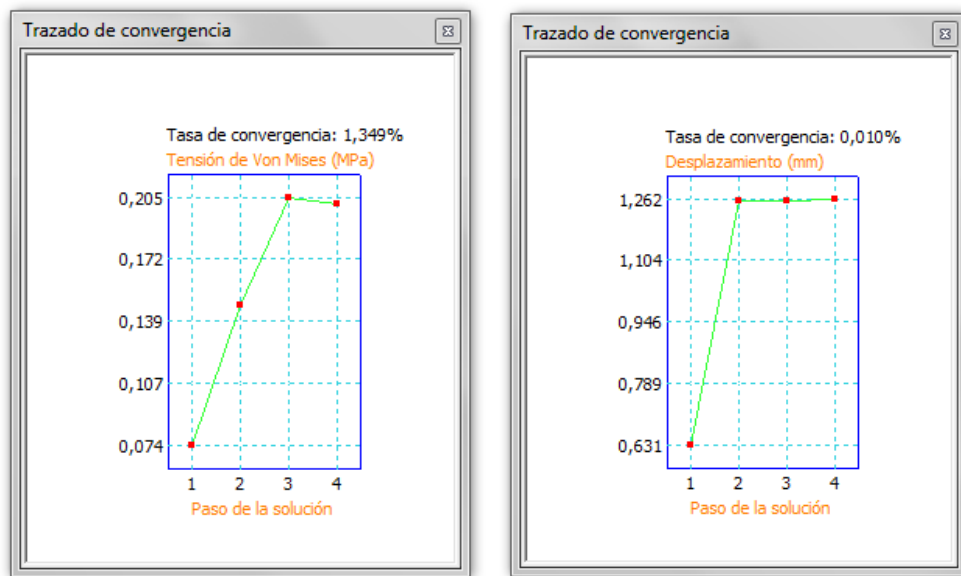 Trazado de convergencia
Tasa de convergencia: 1,349%
Tensión de Von Mises (MPa)
0,205
0,172
0,139
0,107
0,074
1 2 3 4
Paso de la solución
Trazado de convergencia
Tasa de convergencia: 0,010%
Desplazamiento (mm)
1,262
1,104
0,946
0,789
0,631
1 2 3 4
Paso de la solución